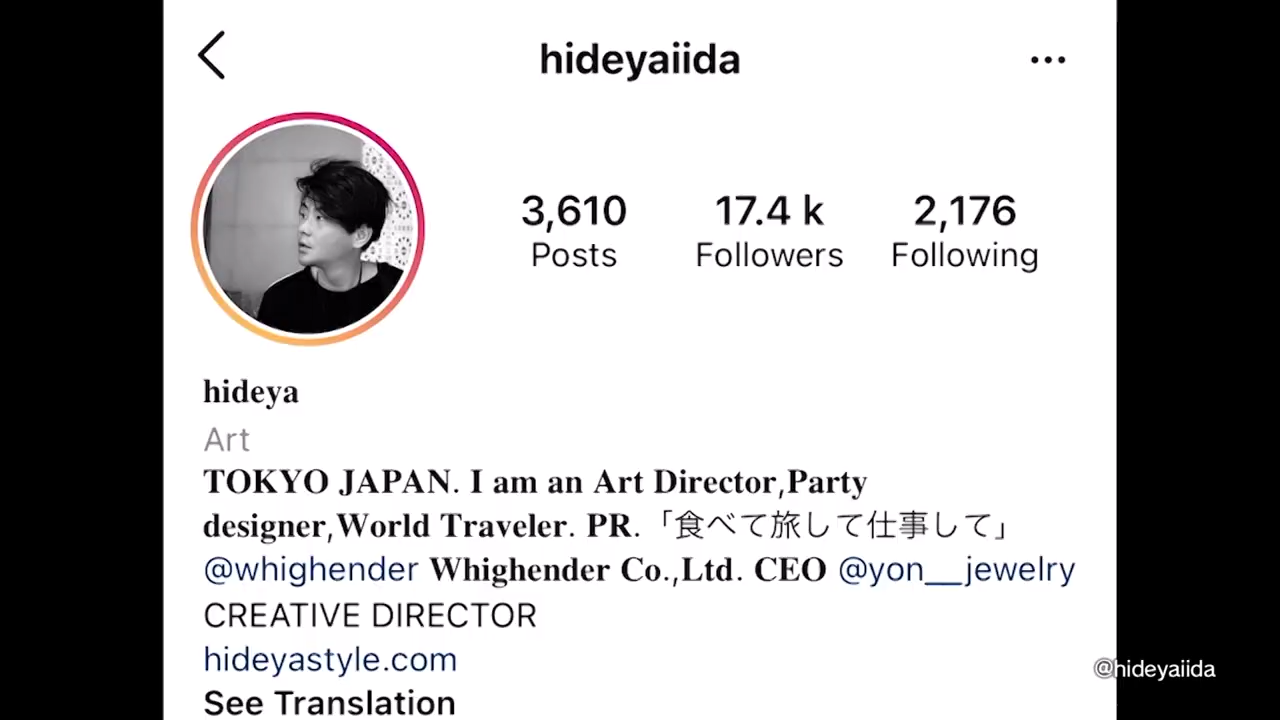 hideyaiida
3,610 17.4 k 2,176
Posts Followers Following
hideya
Art
TOKYO JAPAN. I am an Art Director,Party
designer,World Traveler. PR.「食べて旅して仕事して」
@whighender Whighender Co.,Ltd. CEO @yon__jewelry
CREATIVE DIRECTOR
hideyastyle.com
See Translation
@hideyaiida